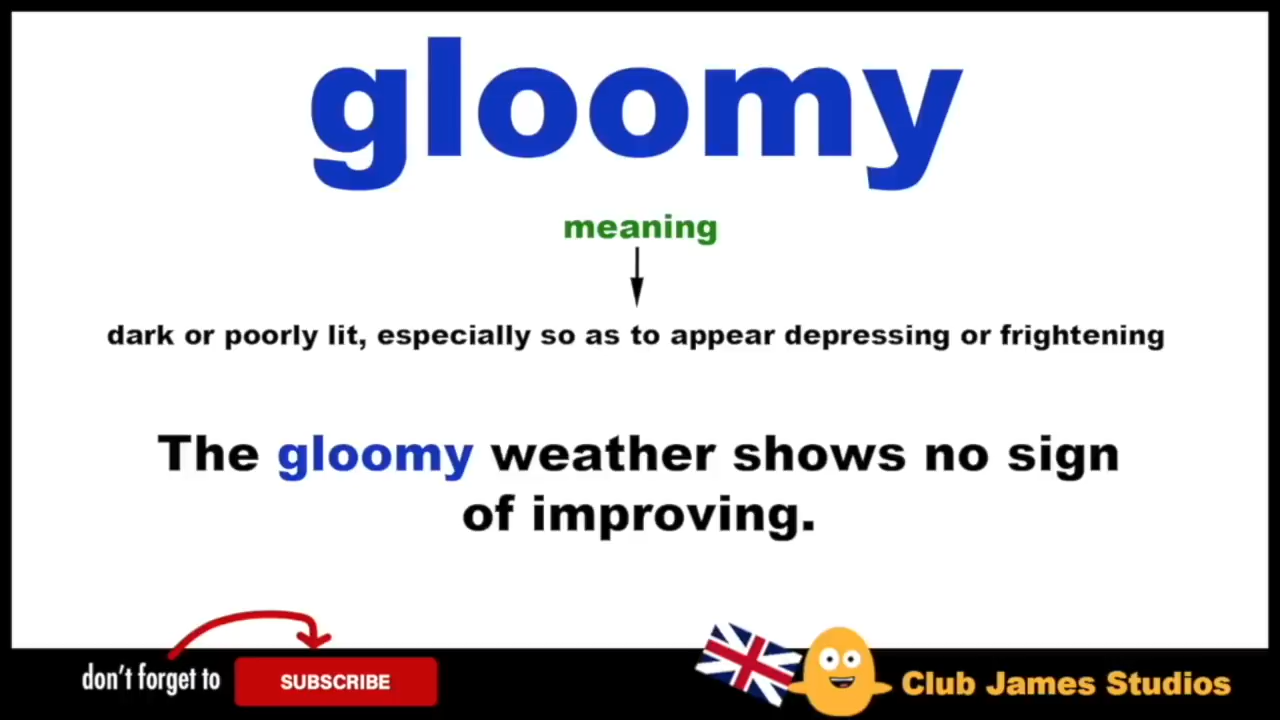 gloomy
meaning
dark or poorly lit, especially so as to appear depressing or frightening
The gloomy weather shows no sign
of improving.
don't forget to SUBSCRIBE
Club James Studios